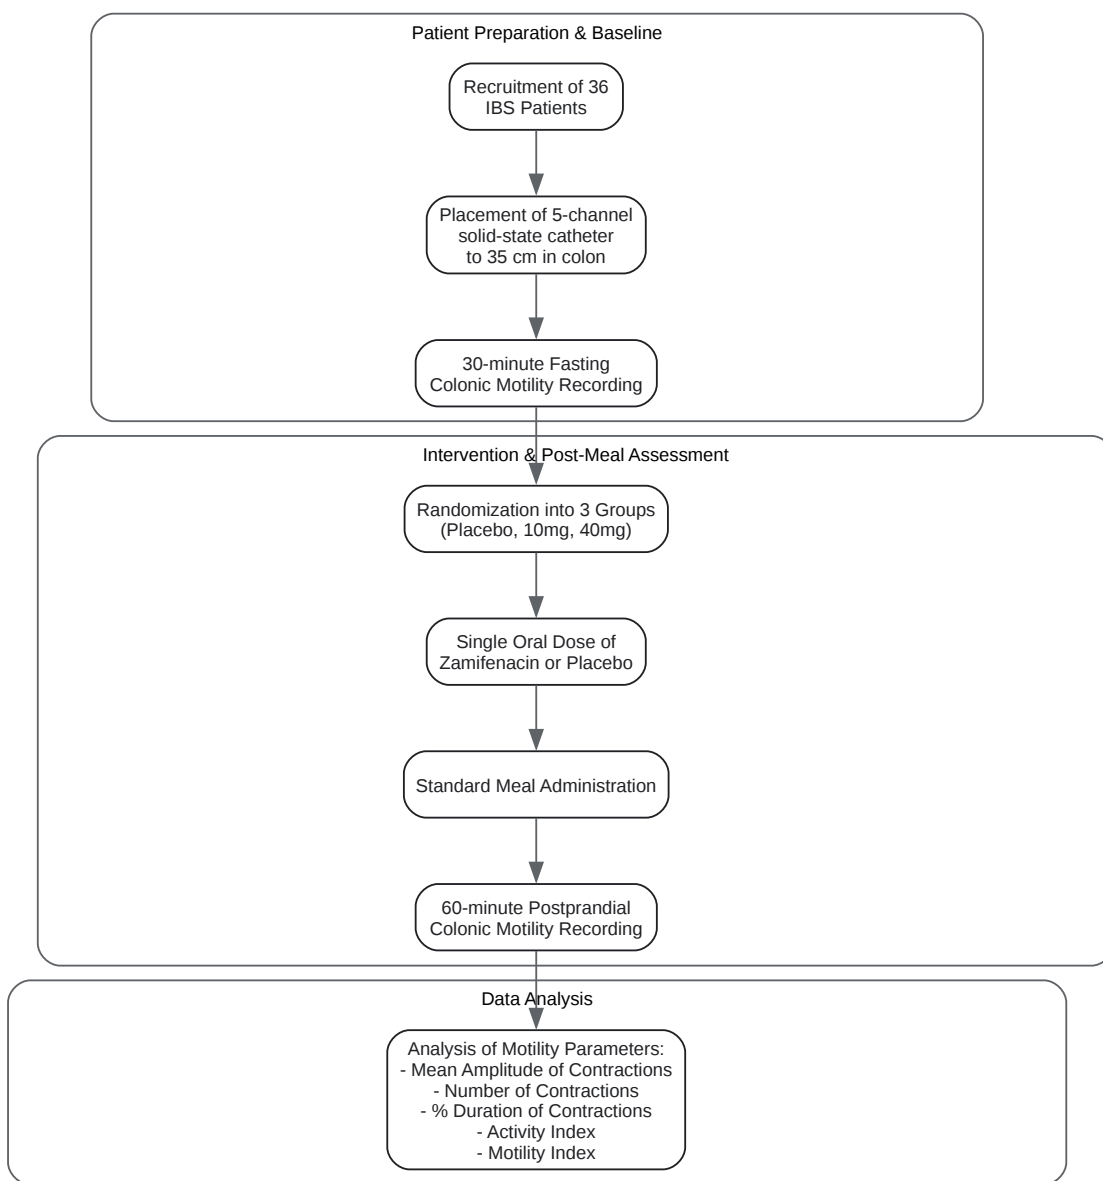 Patient Preparation & Baseline
Recruitment of 36
IBS Patients
Placement of 5-channel
solid-state catheter
to 35 cm in colon
30-minute Fasting
Colonic Motility Recording
Intervention & Post-Meal Assessment
Randomization into 3 Groups
(Placebo, 10mg, 40mg)
Single Oral Dose of
Zamifenacin or Placebo
Standard Meal Administration
60-minute Postprandial
Colonic Motility Recording
Data Analysis
Analysis of Motility Parameters:
- Mean Amplitude of Contractions
- Number of Contractions
- % Duration of Contractions
- Activity Index
- Motility Index